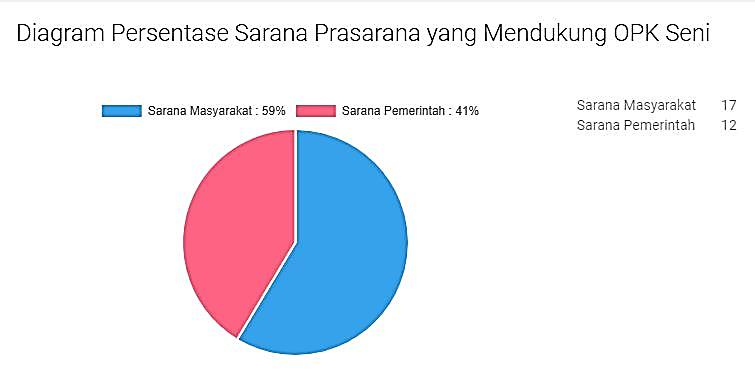 Diagram Persentase Sarana Prasarana yang Mendukung OPK Seni
Sarana Masyarakat : 59% Sarana Pemerintah : 41%
Sarana Masyarakat 17
Sarana Pemerintah 12